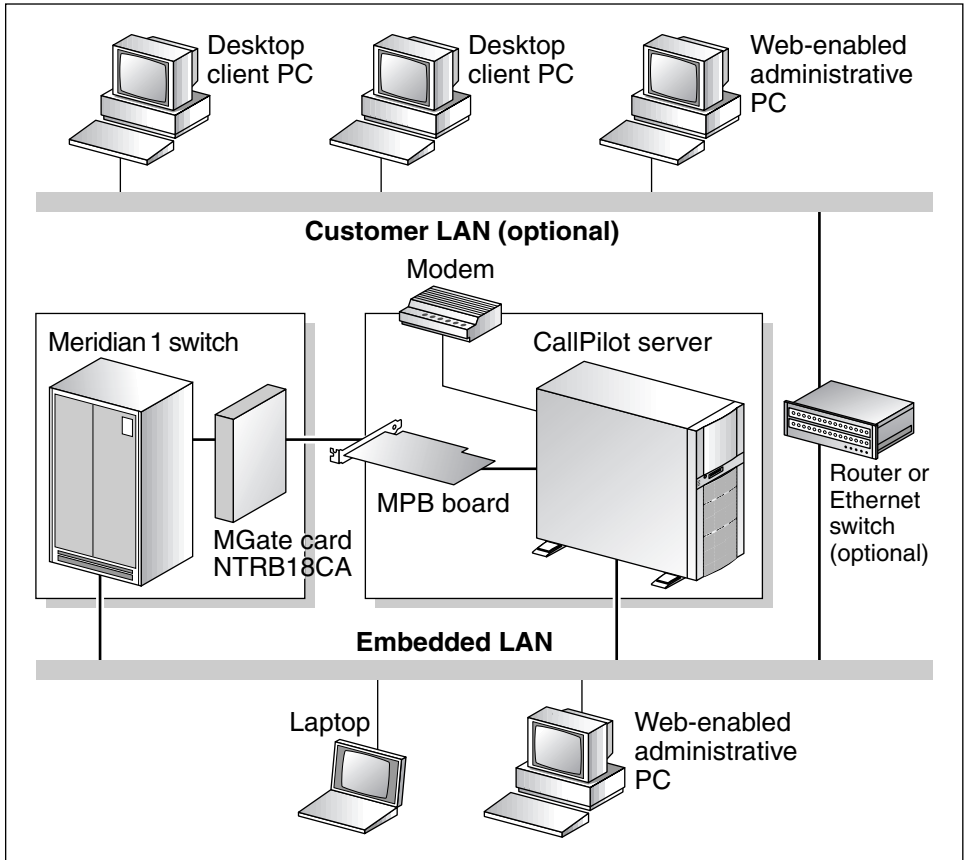 Desktop
client PC
Desktop
client PC
Web-enabled
administrative
PC
Customer LAN (optional)
Modem
Meridian 1 switch
CallPilot server
MGate card
NTRB18CA
MPB board
Router or
Ethernet
switch
(optional)
Embedded LAN
Laptop
Web-enabled
administrative
PC